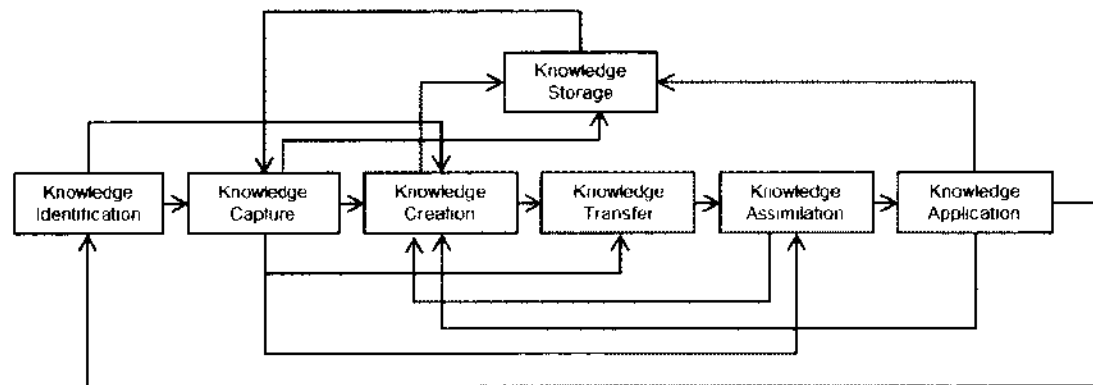 Knowledge
Storage
Knowledge
Identification
Knowledge
Capture
Knowledge
Creation
Knowledge
Transfer
Knowledge
Assimilation
Knowledge
Application